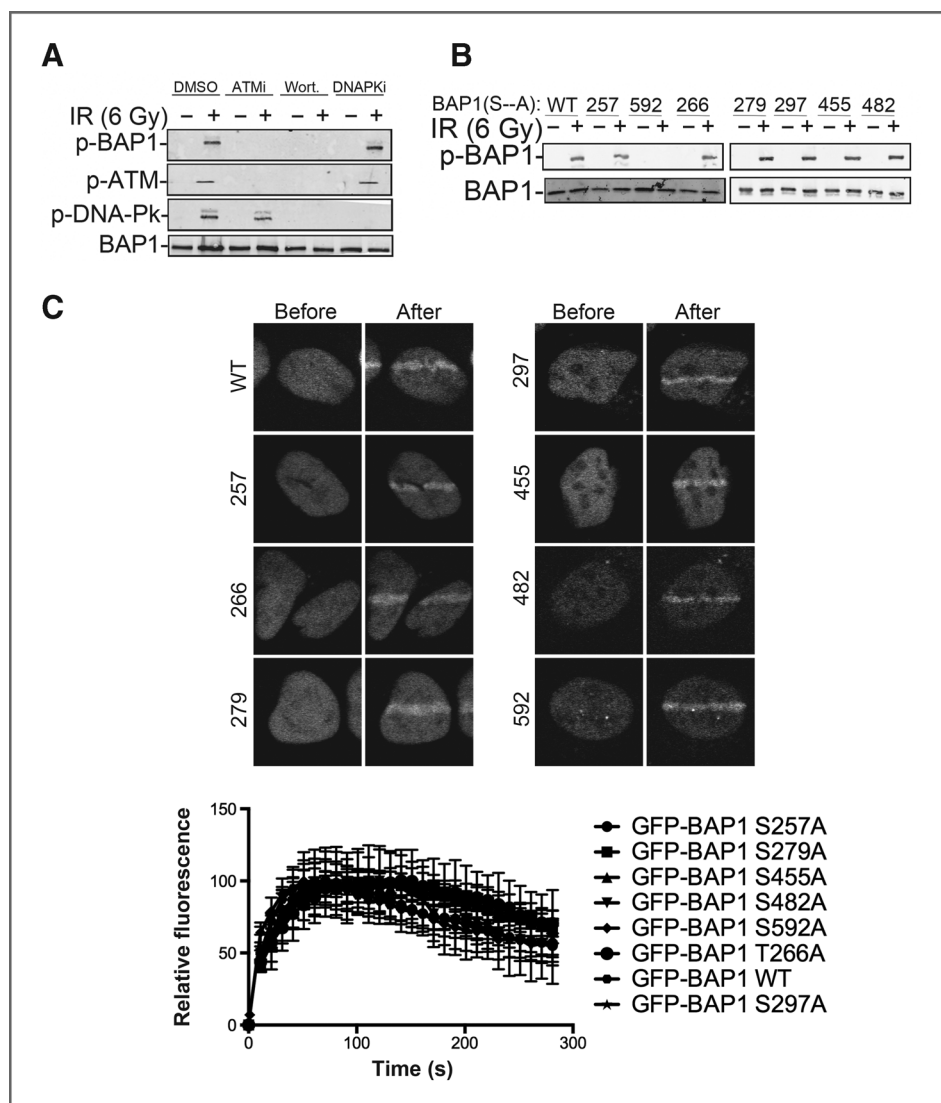 A
DMSO ATMi Wort. DNAPKi
IR (6 Gy) – + – + – + – +
p-BAP1
p-ATM
p-DNA-Pk
BAP1
B
BAP1(S--A): WT 257 592 266 279 297 455 482
IR (6 Gy) – + – + – + – + – + – + – + – +
p-BAP1
BAP1
C
Before After Before After
WT 297
257 455
266 482
279 592
150
100
50
0
Relative fluorescence
0 100 200 300
Time (s)
GFP-BAP1 S257A
GFP-BAP1 S279A
GFP-BAP1 S455A
GFP-BAP1 S482A
GFP-BAP1 S592A
GFP-BAP1 T266A
GFP-BAP1 WT
GFP-BAP1 S297A